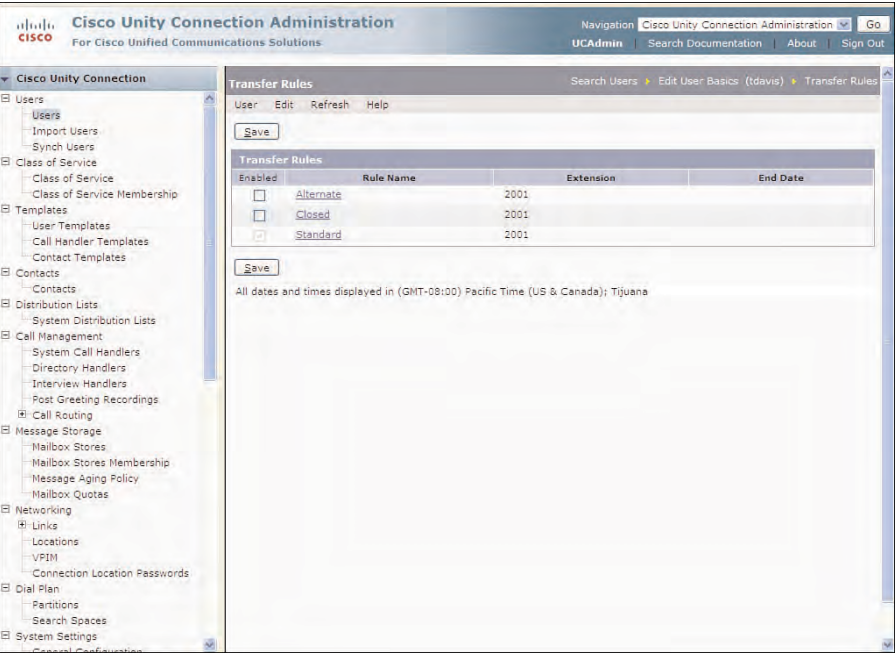 Cisco Unity Connection Administration
For Cisco Unified Communications Solutions
CISCO
Navigation Cisco Unity Connection Administration Go
UCAdmin Search Documentation About Sign Out
Cisco Unity Connection
Users
Users
Import Users
Synch Users
Class of Service
Class of Service
Class of Service Membership
Templates
User Templates
Call Handler Templates
Contact Templates
Contacts
Contacts
Distribution Lists
System Distribution Lists
Call Management
System Call Handlers
Directory Handlers
Interview Handlers
Post Greeting Recordings
Call Routing
Message Storage
Mailbox Stores
Mailbox Stores Membership
Message Aging Policy
Mailbox Quotas
Networking
Links
Locations
VPIM
Connection Location Passwords
Dial Plan
Partitions
Search Spaces
System Settings
General Configuration
Transfer Rules
Search Users Edit User Basics (tdavis) Transfer Rules
User Edit Refresh Help
Save
Transfer Rules
Enabled Rule Name Extension End Date
Alternate 2001
Closed 2001
Standard 2001
Save
All dates and times displayed in (GMT-08:00) Pacific Time (US & Canada); Tijuana